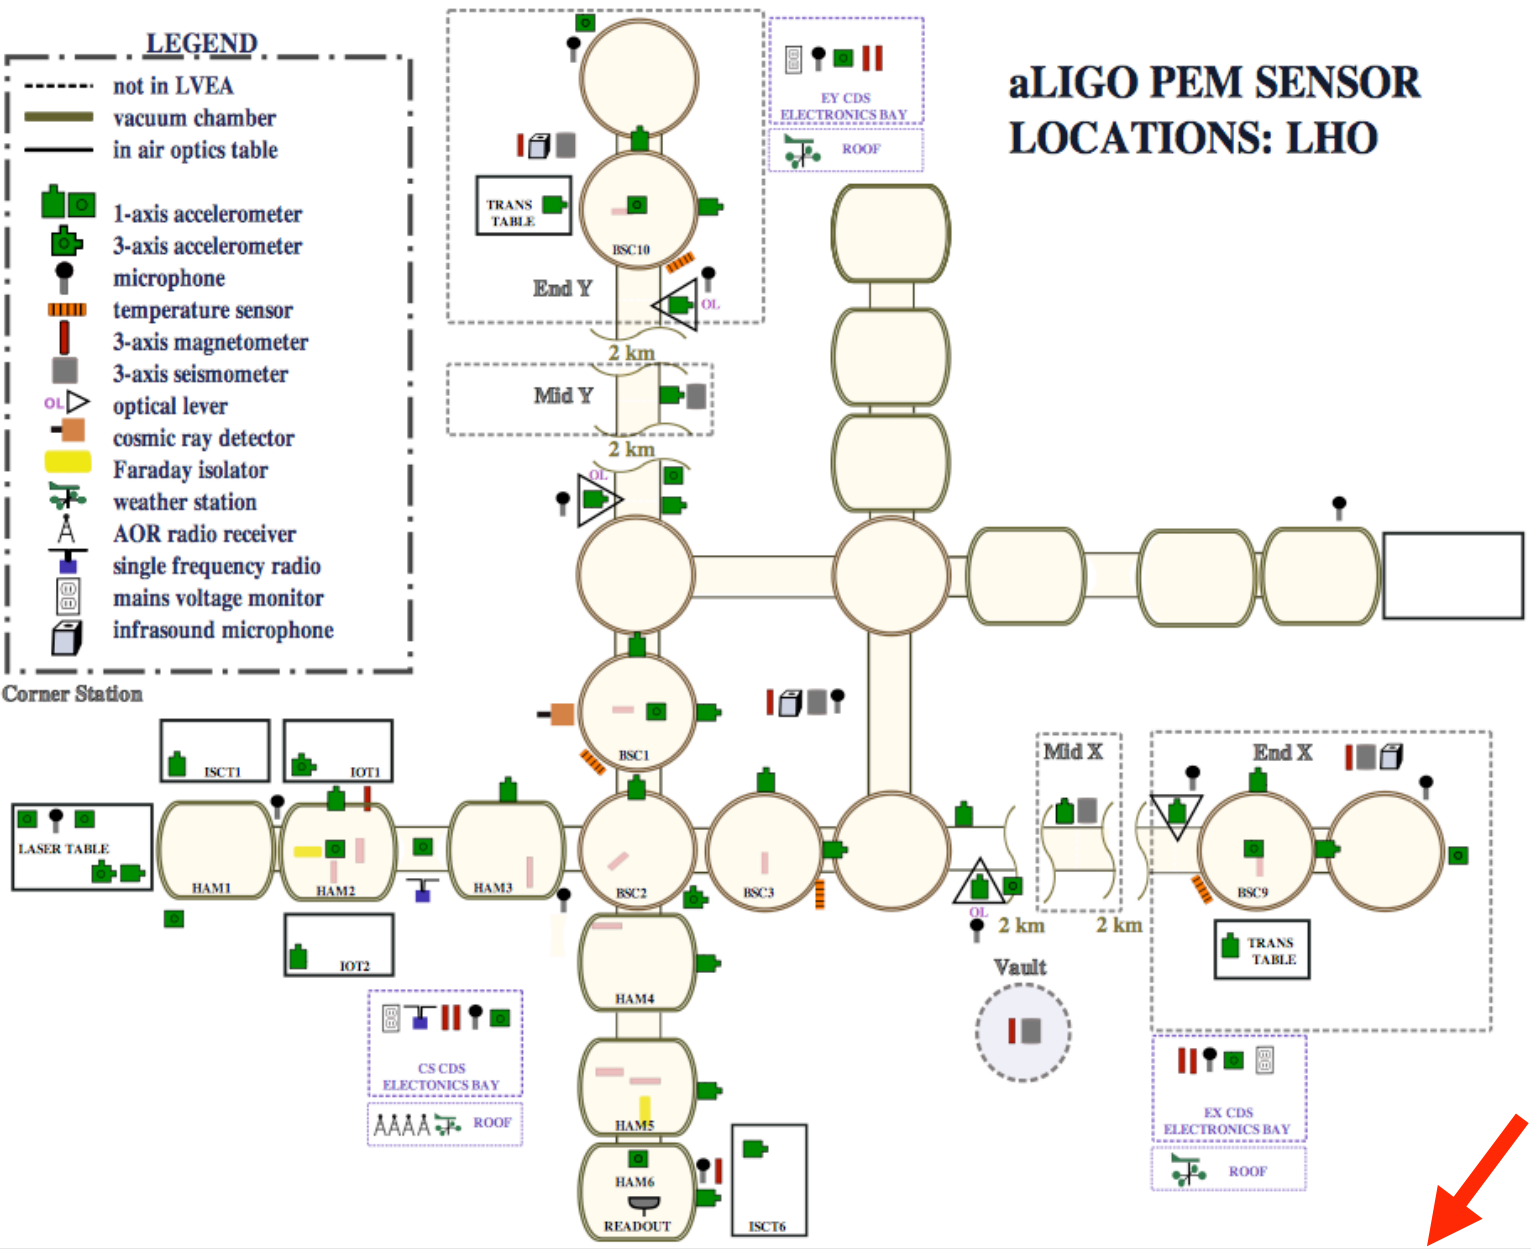 LEGEND
not in LVEA
vacuum chamber
in air optics table
1-axis accelerometer
3-axis accelerometer
microphone
temperature sensor
3-axis magnetometer
3-axis seismometer
OL
optical lever
cosmic ray detector
Faraday isolator
weather station
AOR radio receiver
single frequency radio
mains voltage monitor
infrasound microphone
aLIGO PEM SENSOR
LOCATIONS: LHO
EY CDS
ELECTRONICS BAY
ROOF
TRANS
TABLE
BSC10
End Y
OL
2 km
Mid Y
2 km
OL
Corner Station
BSC1
ISCT1
IOT1
LASER TABLE
HAM1
HAM2
HAM3
BSC2
BSC3
IOT2
HAM4
HAM5
HAM6
READOUT
ISCT6
CS CDS
ELECTONICS BAY
ROOF
OL
2 km
Mid X
2 km
Vault
End X
BSC9
TRANS
TABLE
EX CDS
ELECTRONICS BAY
ROOF